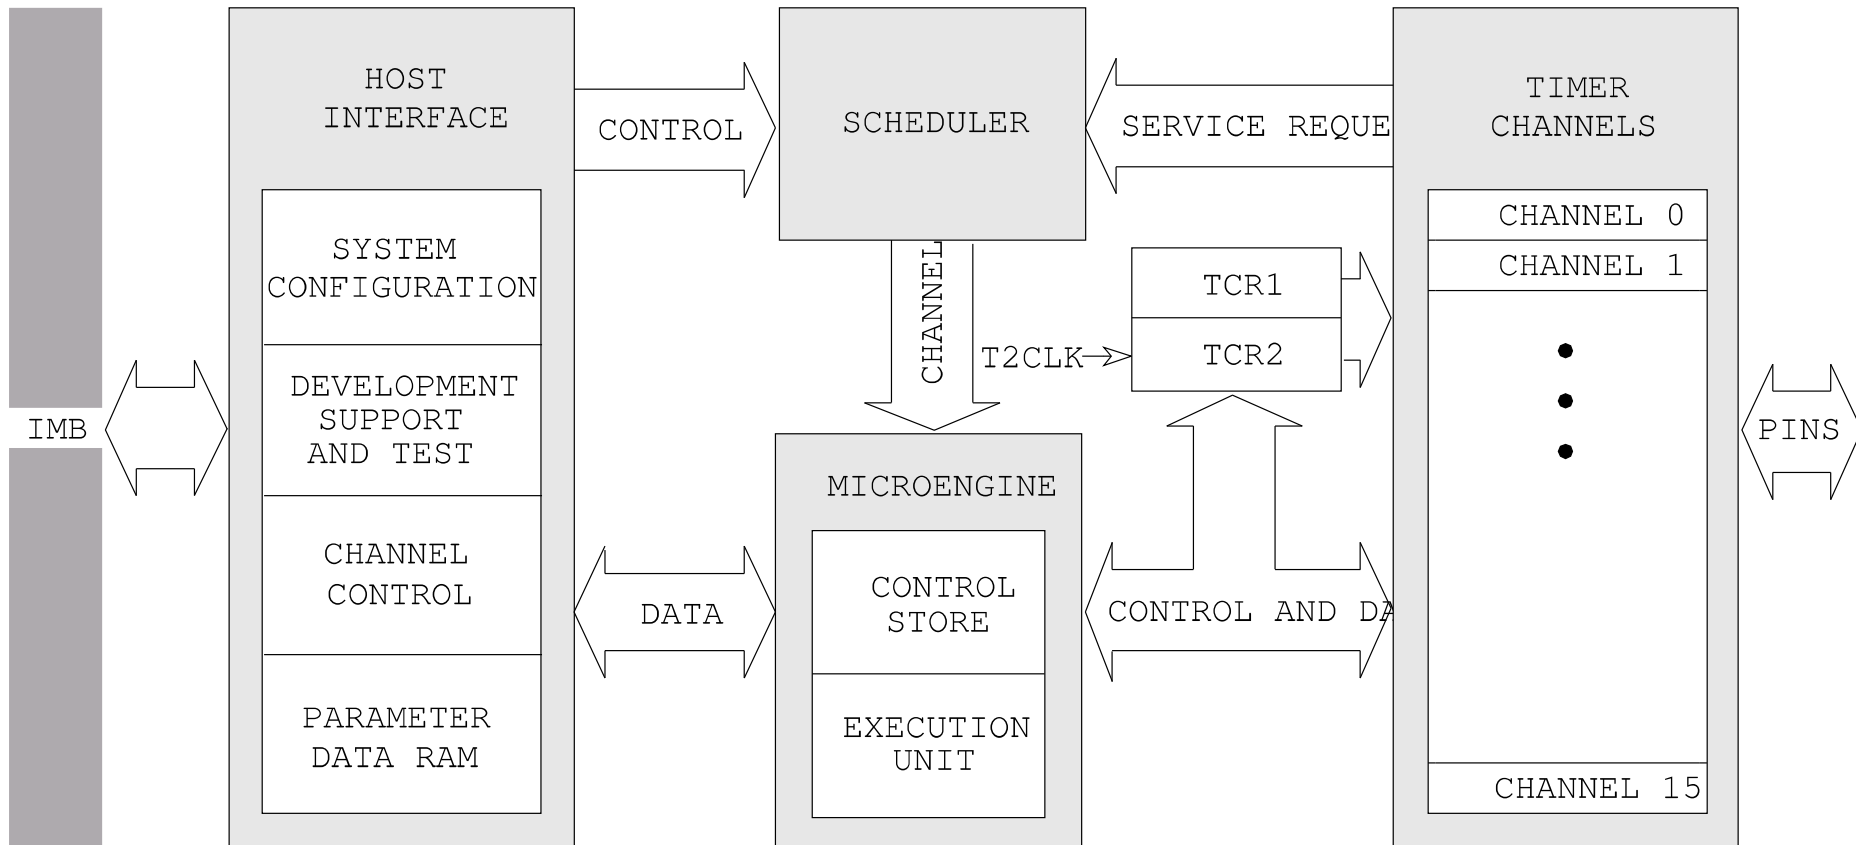 HOST
INTERFACE
SYSTEM
CONFIGURATION
DEVELOPMENT
SUPPORT
AND TEST
CHANNEL
CONTROL
PARAMETER
DATA RAM
IMB
CONTROL
SCHEDULER
SERVICE REQUE
CHANNEL
T2CLK
TCR1
TCR2
MICROENGINE
CONTROL
STORE
EXECUTION
UNIT
DATA
CONTROL AND DA
TIMER
CHANNELS
CHANNEL 0
CHANNEL 1
CHANNEL 15
PINS